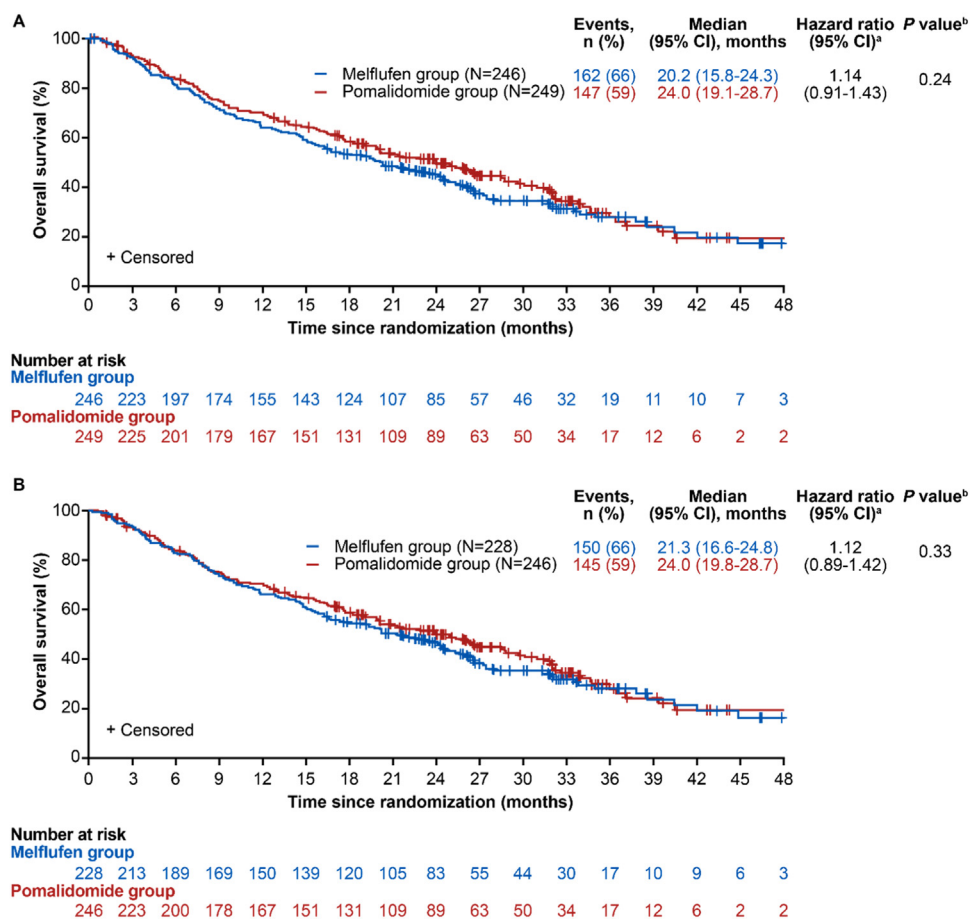 A
Events, n (%)
Median (95% CI), months
Hazard ratio (95% CI)a
P valueb
Melflufen group (N=246) 162 (66) 20.2 (15.8-24.3) 1.14 (0.91-1.43) 0.24
Pomalidomide group (N=249) 147 (59) 24.0 (19.1-28.7)
Overall survival (%)
100
80
60
40
20
0
+ Censored
0 3 6 9 12 15 18 21 24 27 30 33 36 39 42 45 48
Time since randomization (months)
Number at risk
Melflufen group
246 223 197 174 155 143 124 107 85 57 46 32 19 11 10 7 3
Pomalidomide group
249 225 201 179 167 151 131 109 89 63 50 34 17 12 6 2 2
B
Events, n (%)
Median (95% CI), months
Hazard ratio (95% CI)a
P valueb
Melflufen group (N=228) 150 (66) 21.3 (16.6-24.8) 1.12 (0.89-1.42) 0.33
Pomalidomide group (N=246) 145 (59) 24.0 (19.8-28.7)
Overall survival (%)
100
80
60
40
20
0
+ Censored
0 3 6 9 12 15 18 21 24 27 30 33 36 39 42 45 48
Time since randomization (months)
Number at risk
Melflufen group
228 213 189 169 150 139 120 105 83 55 44 30 17 10 9 6 3
Pomalidomide group
246 223 200 178 167 151 131 109 89 63 50 34 17 12 6 2 2